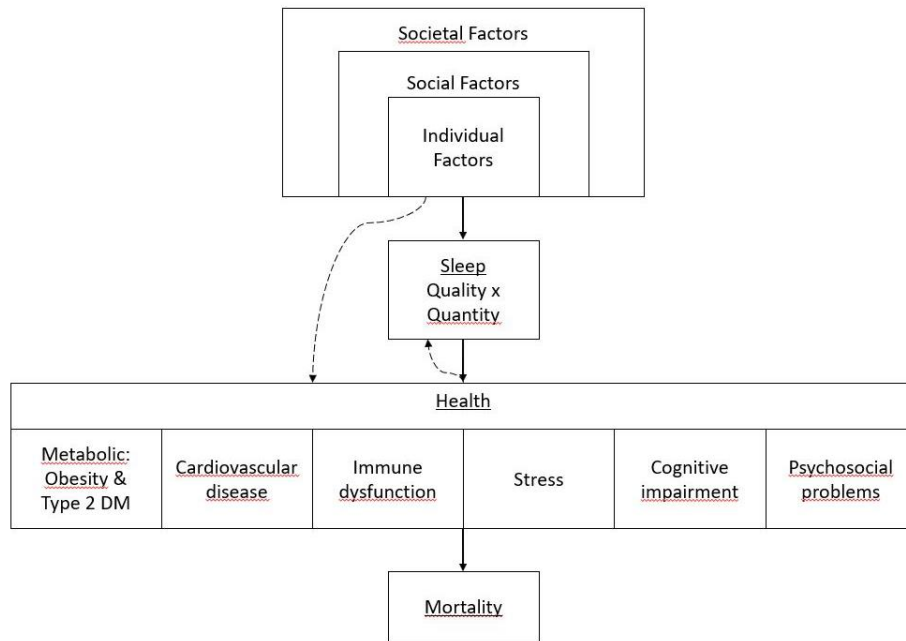 Societal Factors
Social Factors
Individual
Factors
Sleep
Quality x
Quantity
Health
Metabolic:
Obesity &
Type 2 DM
Cardiovascular
disease
Immune
dysfunction
Stress
Cognitive
impairment
Psychosocial
problems
Mortality